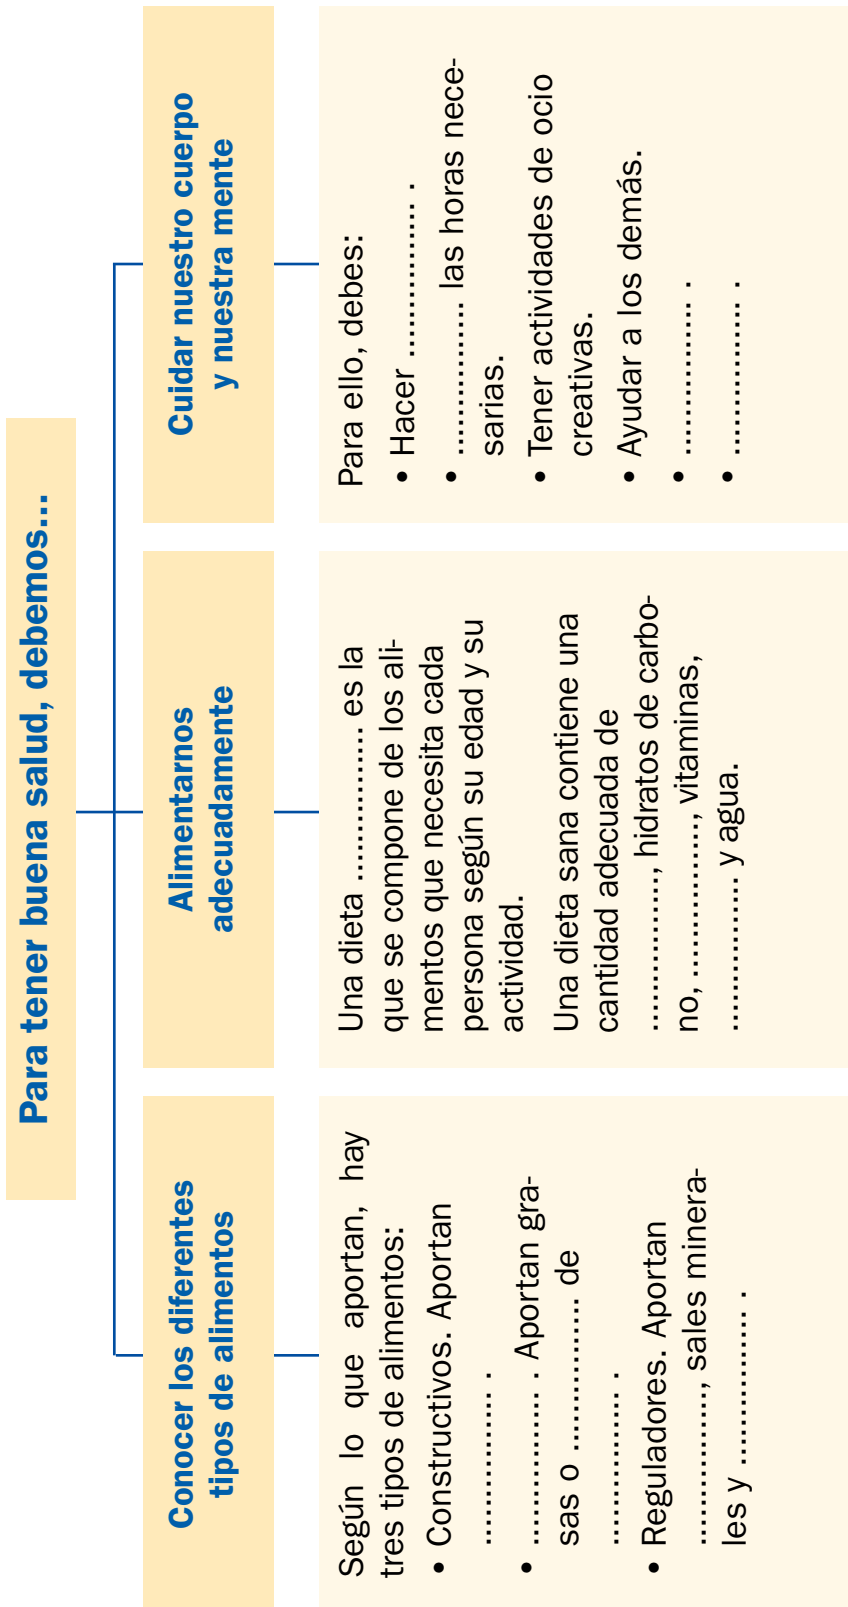 Para tener buena salud, debemos...
Conocer los diferentes
tipos de alimentos
Según lo que aportan, hay
tres tipos de alimentos:
• Constructivos. Aportan
................. .
• ................. . Aportan gra-
sas o ................. de
................. .
• Reguladores. Aportan
................., sales minera-
les y ................. .
Alimentarnos
adecuadamente
Una dieta ................. es la
que se compone de los ali-
mentos que necesita cada
persona según su edad y su
actividad.
Una dieta sana contiene una
cantidad adecuada de
................., hidratos de carbo-
no, ................., vitaminas,
................. y agua.
Cuidar nuestro cuerpo
y nuestra mente
Para ello, debes:
• Hacer ................. .
• ................. las horas nece-
sarias.
• Tener actividades de ocio
creativas.
• Ayudar a los demás.
• ................. .
• ................. .